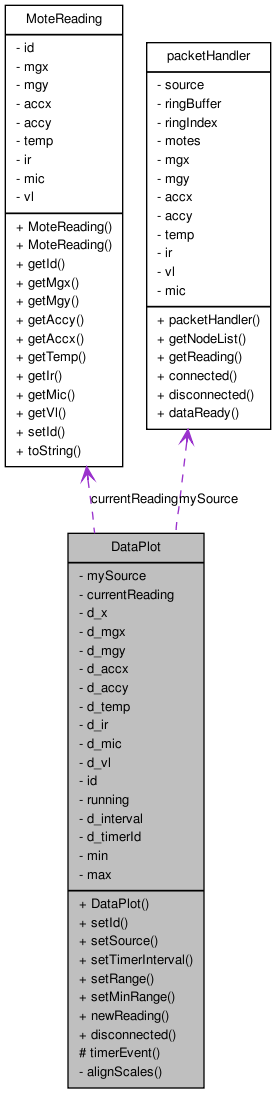 MoteReading
- id
- mgx
- mgy
- accx
- accy
- temp
- ir
- mic
- vl
+ MoteReading()
+ MoteReading()
+ getId()
+ getMgx()
+ getMgy()
+ getAccy()
+ getAccx()
+ getTemp()
+ getIr()
+ getMic()
+ getVl()
+ setId()
+ toString()
packetHandler
- source
- ringBuffer
- ringIndex
- motes
- mgx
- mgy
- accx
- accy
- temp
- ir
- vl
- mic
+ packetHandler()
+ getNodeList()
+ getReading()
+ connected()
+ disconnected()
+ dataReady()
currentReading
mySource
DataPlot
- mySource
- currentReading
- d_x
- d_mgx
- d_mgy
- d_accx
- d_accy
- d_temp
- d_ir
- d_mic
- d_vl
- id
- running
- d_interval
- d_timerId
- min
- max
+ DataPlot()
+ setId()
+ setSource()
+ setTimerInterval()
+ setRange()
+ setMinRange()
+ newReading()
+ disconnected()
# timerEvent()
- alignScales()